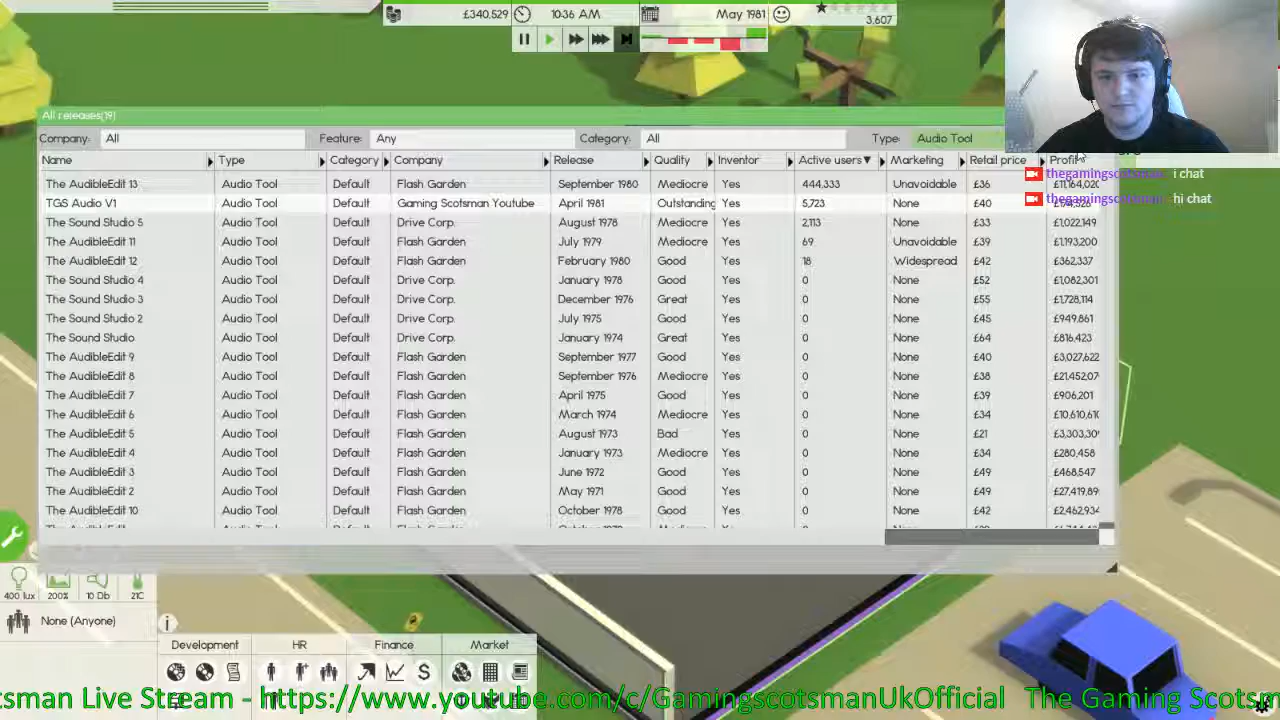 £340.529 10:36 AM May 1981 3,607
All releases(19)
Company: All Feature: Any Category: All Type: Audio Tool
Name Type Category Company Release Quality Inventor Active users▼ Marketing Retail price Profit
The AudibleEdit 13 Audio Tool Default Flash Garden September 1980 Mediocre Yes 444,333 Unavoidable £36
TGS Audio V1 Audio Tool Default Gaming Scotsman Youtube April 1981 Outstanding Yes 5,723 None £40
The Sound Studio 5 Audio Tool Default Drive Corp. August 1978 Mediocre Yes 2,113 None £33 £1,022,149
The AudibleEdit 11 Audio Tool Default Flash Garden July 1979 Mediocre Yes 69 Unavoidable £39 £1,193,200
The AudibleEdit 12 Audio Tool Default Flash Garden February 1980 Good Yes 18 Widespread £42 £362,337
The Sound Studio 4 Audio Tool Default Drive Corp. January 1978 Good Yes 0 None £52 £1,082,301
The Sound Studio 3 Audio Tool Default Drive Corp. December 1976 Great Yes 0 None £55 £1,728,114
The Sound Studio 2 Audio Tool Default Drive Corp. July 1975 Good Yes 0 None £45 £949,861
The Sound Studio Audio Tool Default Drive Corp. January 1974 Great Yes 0 None £64 £816,423
The AudibleEdit 9 Audio Tool Default Flash Garden September 1977 Good Yes 0 None £40 £3,027,622
The AudibleEdit 8 Audio Tool Default Flash Garden September 1976 Mediocre Yes 0 None £38 £21,452,07
The AudibleEdit 7 Audio Tool Default Flash Garden April 1975 Good Yes 0 None £39 £906,201
The AudibleEdit 6 Audio Tool Default Flash Garden March 1974 Mediocre Yes 0 None £34 £10,610,610
The AudibleEdit 5 Audio Tool Default Flash Garden August 1973 Bad Yes 0 None £21 £3,303,30
The AudibleEdit 4 Audio Tool Default Flash Garden January 1973 Mediocre Yes 0 None £34 £280,458
The AudibleEdit 3 Audio Tool Default Flash Garden June 1972 Good Yes 0 None £49 £468,547
The AudibleEdit 2 Audio Tool Default Flash Garden May 1971 Good Yes 0 None £49 £27,419,89
The AudibleEdit 10 Audio Tool Default Flash Garden October 1978 Good Yes 0 None £42 £2,462,934
i chat
hi chat
400 lux 200% 10 Db 21C
None (Anyone)
Development HR Finance Market
tsman Live Stream - https://www.youtube.com/c/GamingscotsmanUkOfficial The Gaming Scots